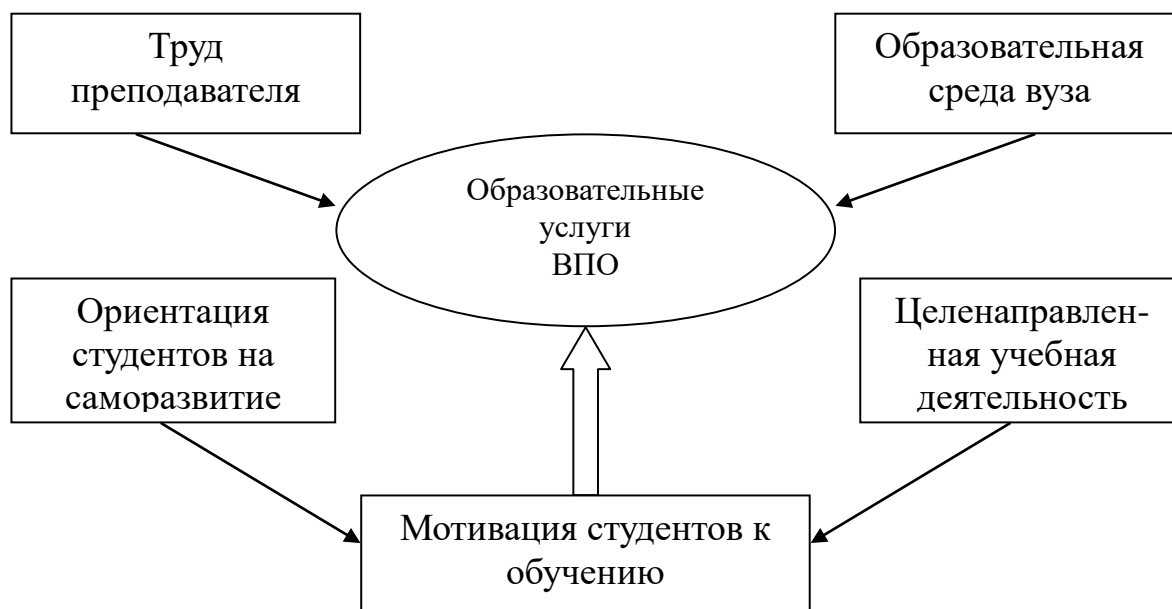 Труд
преподавателя
Образовательная
среда вуза
Образовательные
услуги
ВПО
Ориентация
студентов на
саморазвитие
Целенаправлен-
ная учебная
деятельность
Мотивация студентов к
обучению